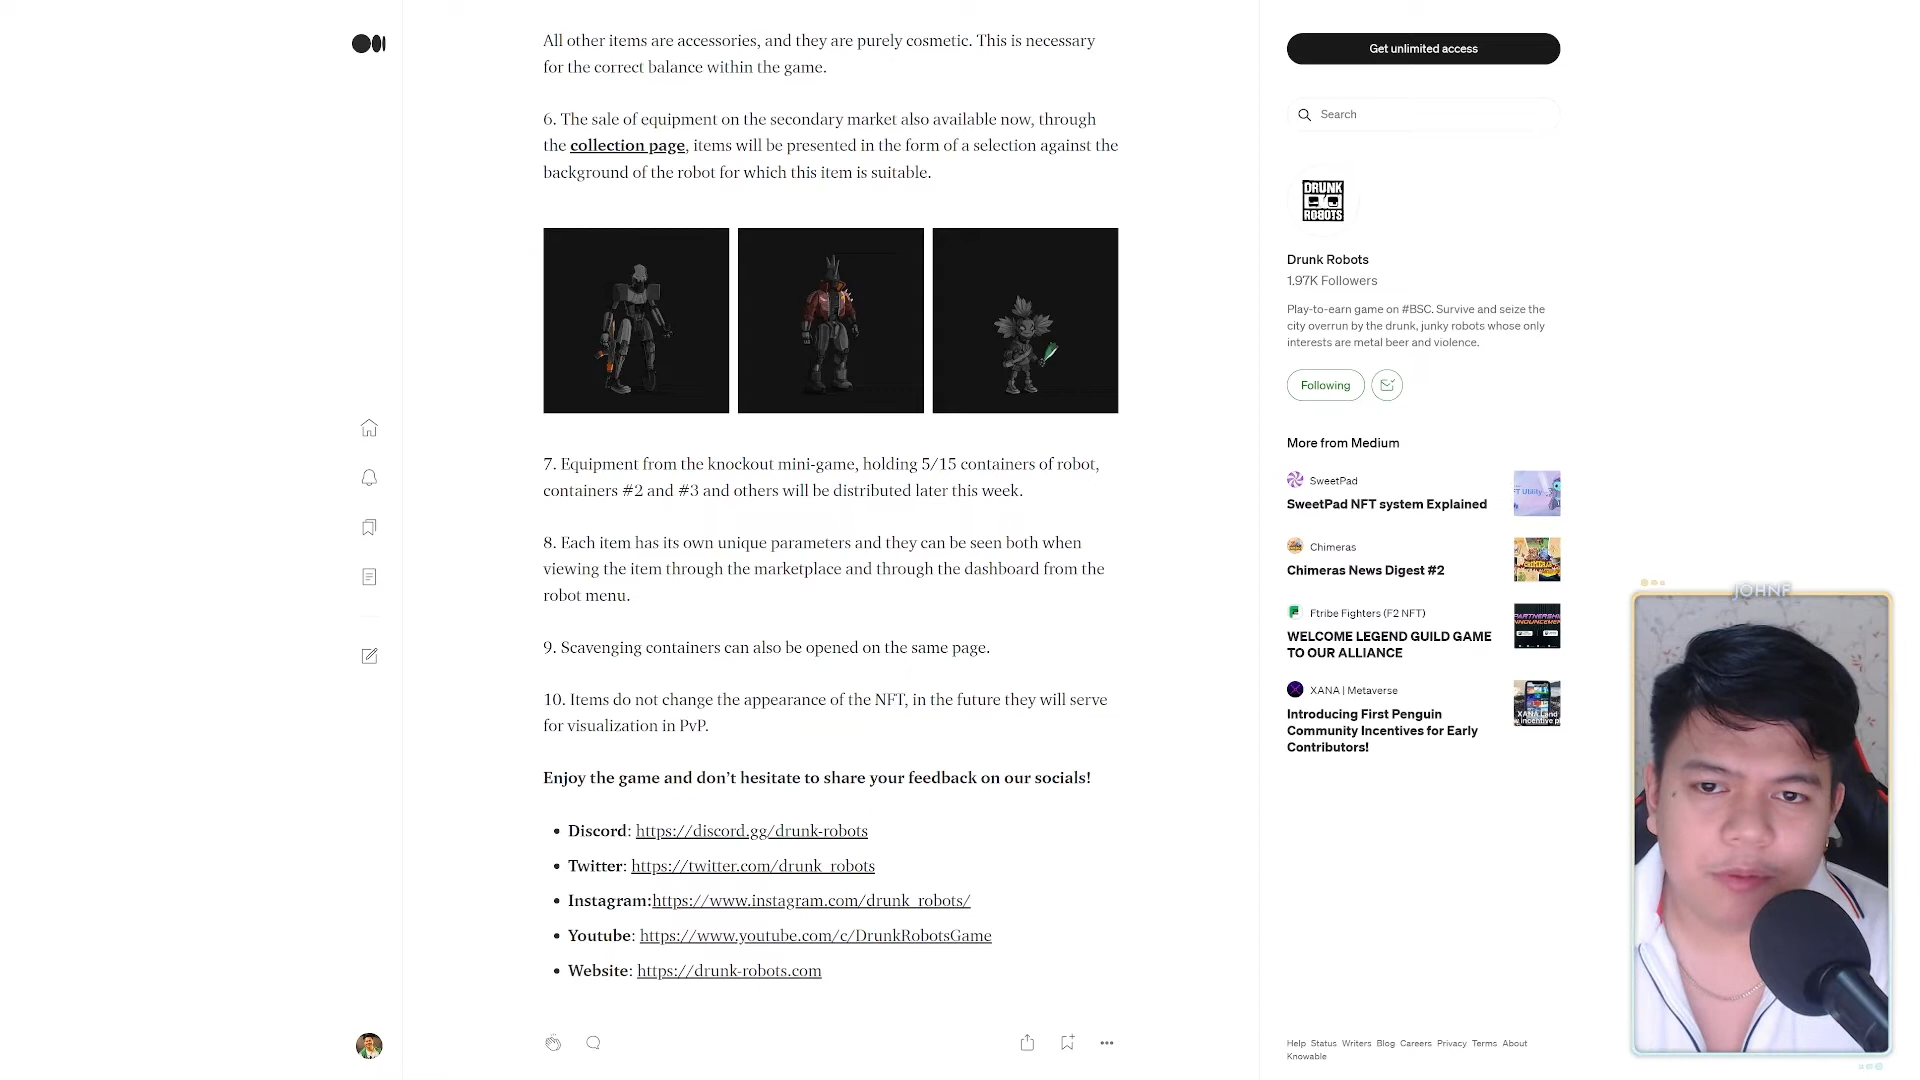 All other items are accessories, and they are purely cosmetic. This is necessary
for the correct balance within the game.
6. The sale of equipment on the secondary market also available now, through
the collection page, items will be presented in the form of a selection against the
background of the robot for which this item is suitable.
7. Equipment from the knockout mini-game, holding 5/15 containers of robot,
containers #2 and #3 and others will be distributed later this week.
8. Each item has its own unique parameters and they can be seen both when
viewing the item through the marketplace and through the dashboard from the
robot menu.
9. Scavenging containers can also be opened on the same page.
10. Items do not change the appearance of the NFT, in the future they will serve
for visualization in PvP.
Enjoy the game and don't hesitate to share your feedback on our socials!
Discord: https://discord.gg/drunk-robots
Twitter: https://twitter.com/drunk_robots
Instagram:https://www.instagram.com/drunk_robots/
Youtube: https://www.youtube.com/c/DrunkRobotsGame
Website: https://drunk-robots.com
Get unlimited access
Search
DRUNK
ROBOTS
Drunk Robots
1.97K Followers
Play-to-earn game on #BSC. Survive and seize the
city overrun by the drunk, junky robots whose only
interests are metal beer and violence.
Following
More from Medium
SweetPad
SweetPad NFT system Explained
Chimeras
Chimeras News Digest #2
Ftribe Fighters (F2 NFT)
WELCOME LEGEND GUILD GAME
TO OUR ALLIANCE
XANA | Metaverse
Introducing First Penguin
Community Incentives for Early
Contributors!
Help Status Writers Blog Careers Privacy Terms About
Knowable
JOHNF